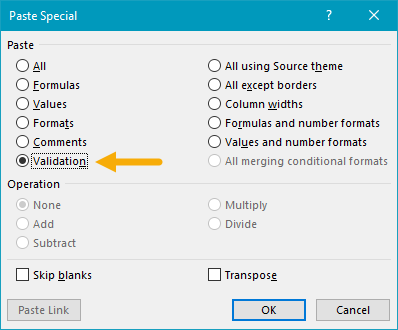 Paste Special
Paste
All
All using Source theme
Formulas
All except borders
Values
Column widths
Formats
Formulas and number formats
Comments
Values and number formats
Validation
All merging conditional formats
Operation
None
Multiply
Add
Divide
Subtract
Skip blanks
Transpose
Paste Link
OK
Cancel